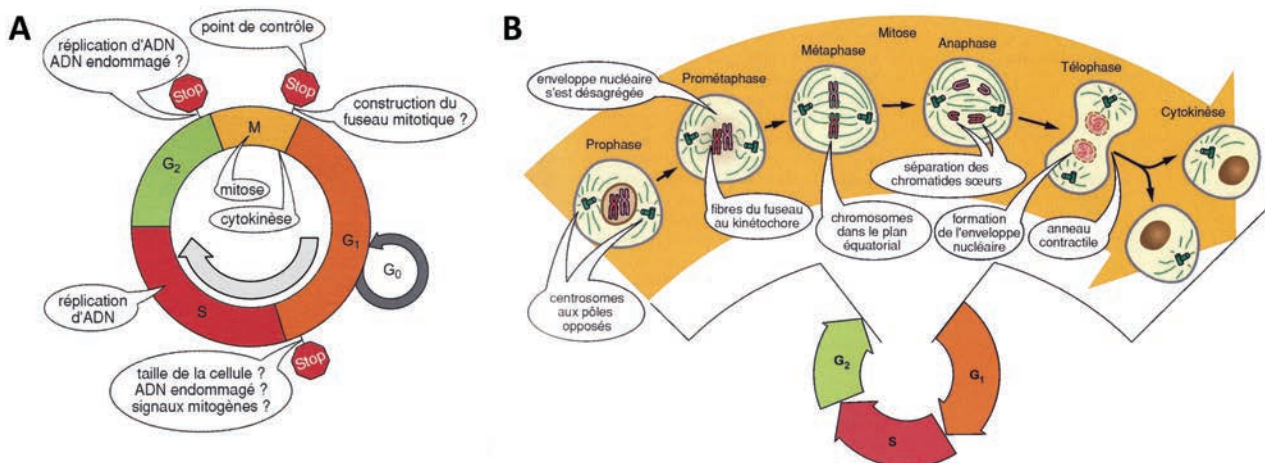 A
réplication d'ADN
ADN endommagé ?
point de contrôle
Stop
Stop
construction du
fuseau mitotique ?
M
G2
mitose
cytokinèse
G1
G0
réplication
d'ADN
S
Stop
taille de la cellule ?
ADN endommagé ?
signaux mitogènes ?
B
Mitose
Prophase
Prométaphase
Métaphase
Anaphase
Télophase
Cytokinèse
enveloppe nucléaire
s'est désagrégée
centrosomes
aux pôles
opposés
fibres du fuseau
au kinétochore
chromosomes
dans le plan
équatorial
séparation des
chromatides sœurs
formation
de l'enveloppe
nucléaire
anneau
contractile
G2
G1
S